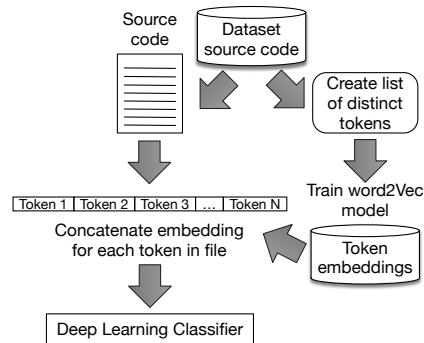 Source
code
Dataset
source code
Create list
of distinct
tokens
Train word2Vec
model
Token 1 Token 2 Token 3 ... Token N
Concatenate embedding
for each token in file
Token
embeddings
Deep Learning Classifier